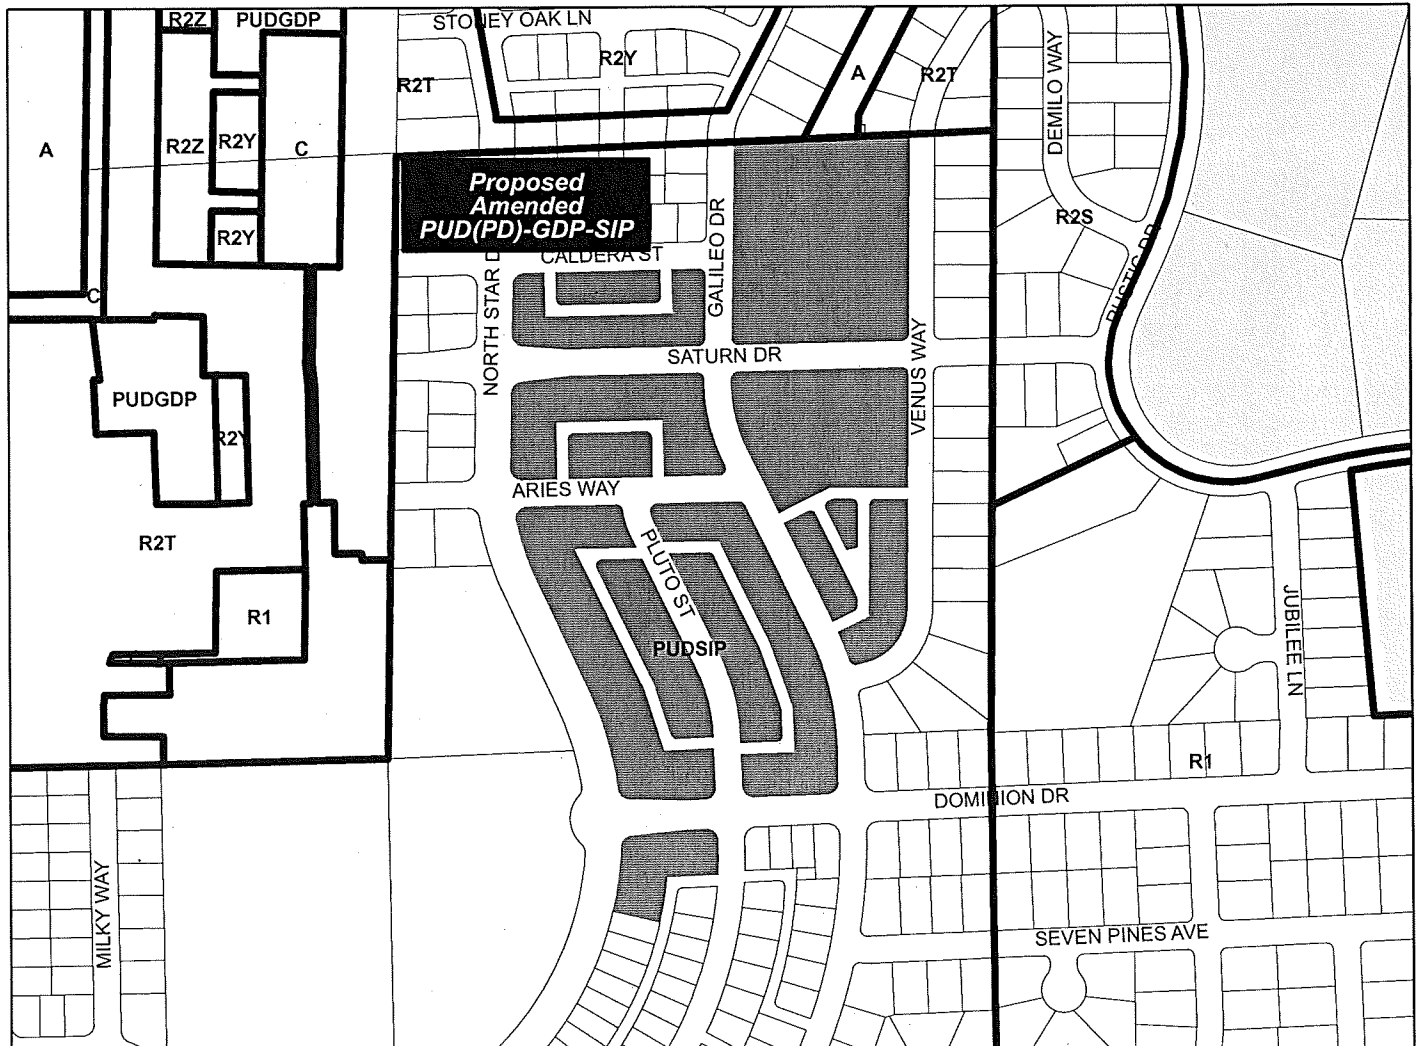 R2Z
PUDGDP
STONEY OAK LN
R2Y
R2T
A
R2T
DEMILO WAY
A
R2Z
R2Y
C
R2Y
C
Proposed
Amended
PUD(PD)-GDP-SIP
R2S
RUSTIC DR
CALDERA ST
GALILEO DR
NORTH STAR D
SATURN DR
VENUS WAY
PUDGDP
R2Y
ARIES WAY
R2T
PLUTO ST
R1
PUDSIP
JUBILEE LN
R1
DOMINION DR
MILKY WAY
SEVEN PINES AVE